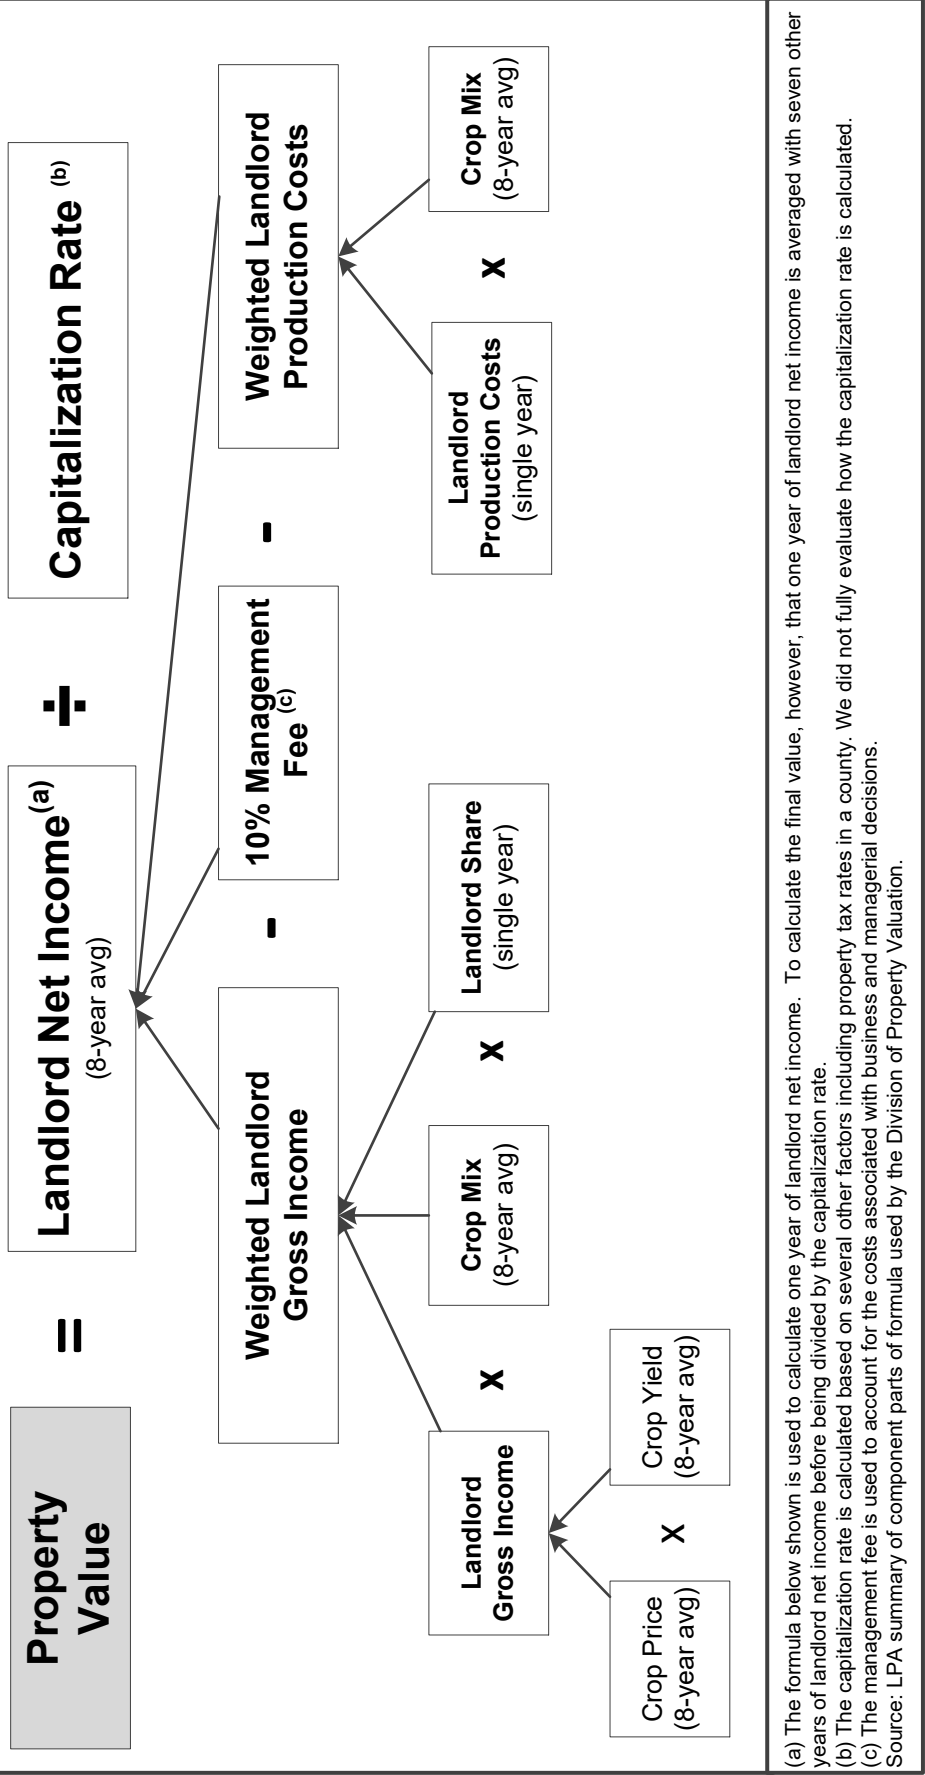 Property
Value
=
Landlord Net Income(a)
(8-year avg)
÷
Capitalization Rate (b)
Weighted Landlord
Gross Income
-
10% Management
Fee (c)
-
Weighted Landlord
Production Costs
Landlord
Gross Income
x
Crop Mix
(8-year avg)
x
Landlord Share
(single year)
Landlord
Production Costs
(single year)
x
Crop Mix
(8-year avg)
Crop Price
(8-year avg)
x
Crop Yield
(8-year avg)
(a) The formula below shown is used to calculate one year of landlord net income. To calculate the final value, however, that one year of landlord net income is averaged with seven other
years of landlord net income before being divided by the capitalization rate.
(b) The capitalization rate is calculated based on several other factors including property tax rates in a county. We did not fully evaluate how the capitalization rate is calculated.
(c) The management fee is used to account for the costs associated with business and managerial decisions.
Source: LPA summary of component parts of formula used by the Division of Property Valuation.